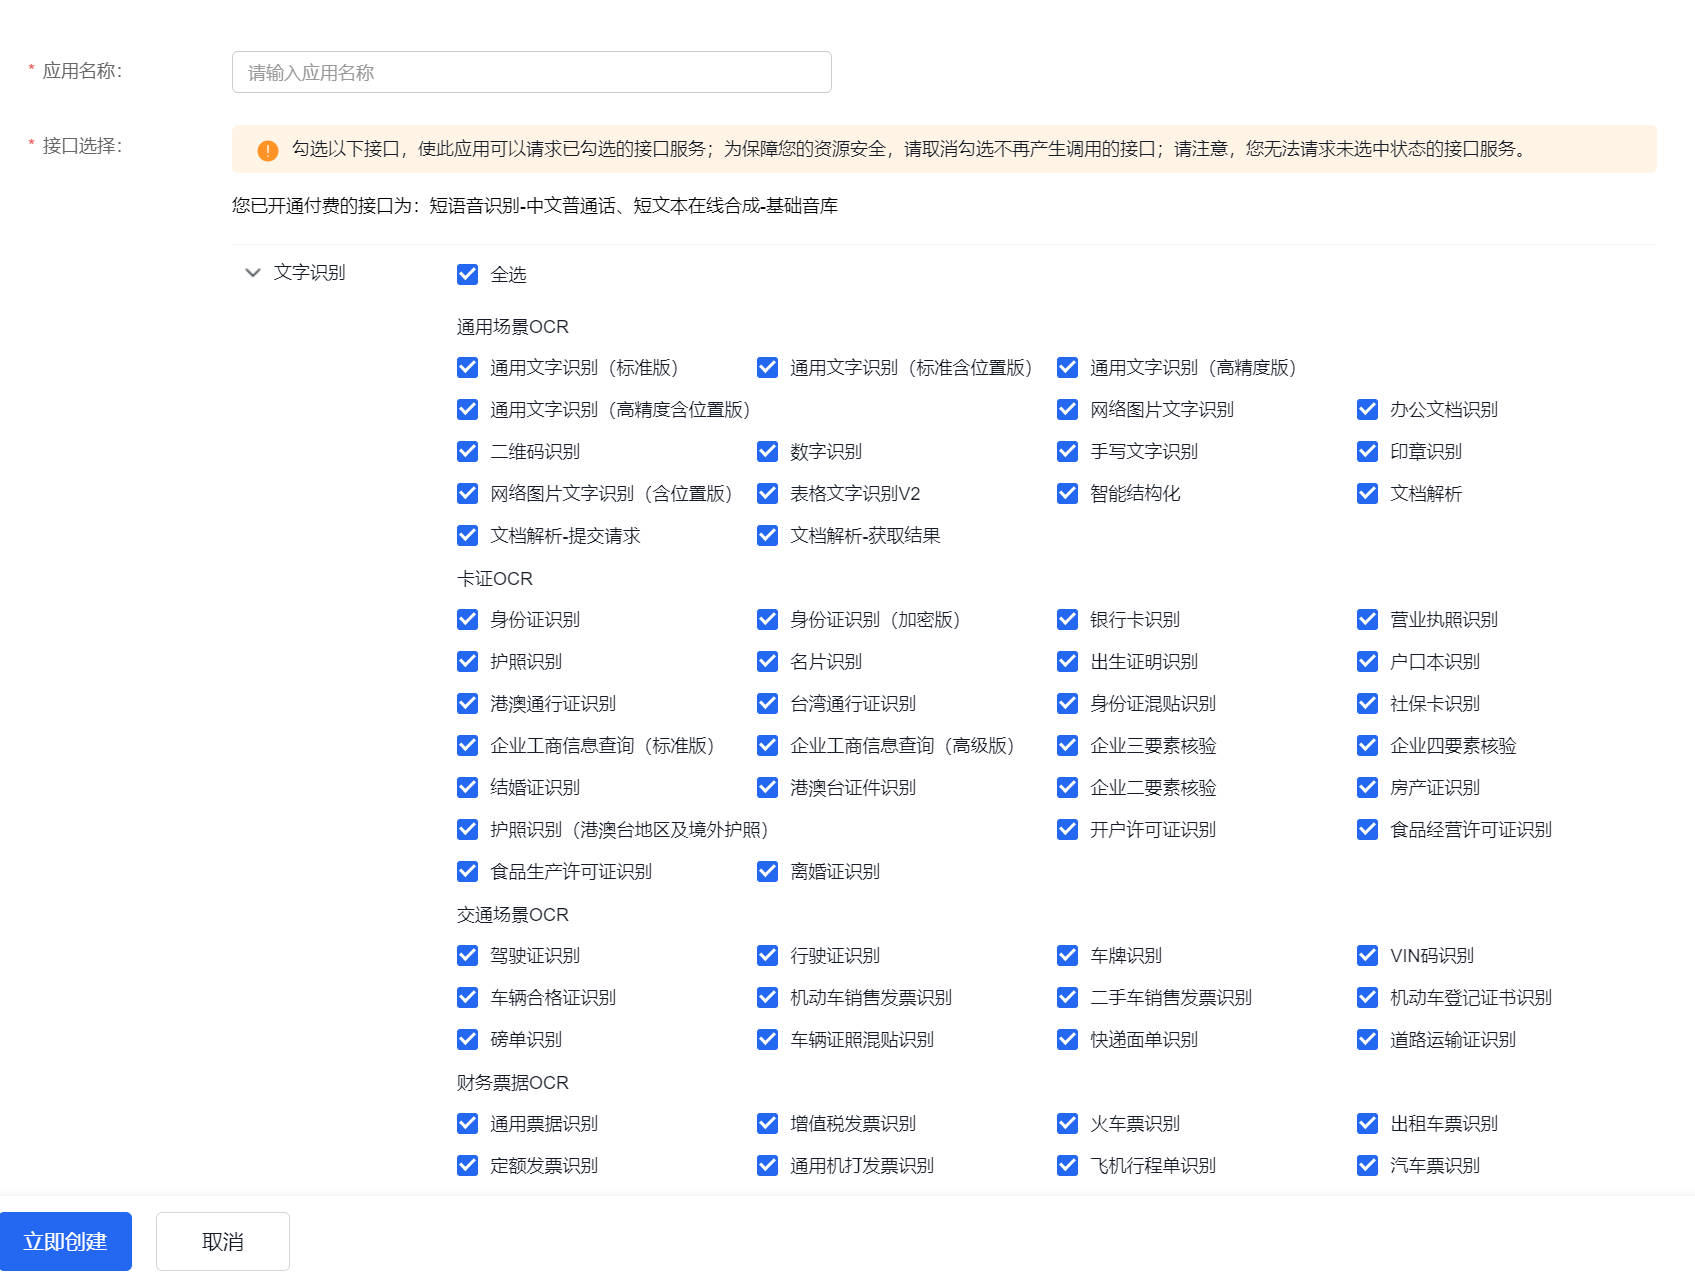 * 应用名称：
请输入应用名称
* 接口选择：
勾选以下接口，使此应用可以请求已勾选的接口服务；为保障您的资源安全，请取消勾选不再产生调用的接口；请注意，您无法请求未选中状态的接口服务。
您已开通付费的接口为：短语音识别-中文普通话、短文本在线合成-基础音库
文字识别 全选
通用场景OCR
通用文字识别（标准版） 通用文字识别（标准含位置版） 通用文字识别（高精度版）
通用文字识别（高精度含位置版） 网络图片文字识别 办公文档识别
二维码识别 数字识别 手写文字识别 印章识别
网络图片文字识别（含位置版） 表格文字识别V2 智能结构化 文档解析
文档解析-提交请求 文档解析-获取结果
卡证OCR
身份证识别 身份证识别（加密版） 银行卡识别 营业执照识别
护照识别 名片识别 出生证明识别 户口本识别
港澳通行证识别 台湾通行证识别 身份证混贴识别 社保卡识别
企业工商信息查询（标准版） 企业工商信息查询（高级版） 企业三要素核验 企业四要素核验
结婚证识别 港澳台证件识别 企业二要素核验 房产证识别
护照识别（港澳台地区及境外护照） 开户许可证识别 食品经营许可证识别
食品生产许可证识别 离婚证识别
交通场景OCR
驾驶证识别 行驶证识别 车牌识别 VIN码识别
车辆合格证识别 机动车销售发票识别 二手车销售发票识别 机动车登记证书识别
磅单识别 车辆证照混贴识别 快递面单识别 道路运输证识别
财务票据OCR
通用票据识别 增值税发票识别 火车票识别 出租车票识别
定额发票识别 通用机打发票识别 飞机行程单识别 汽车票识别
立即创建 取消